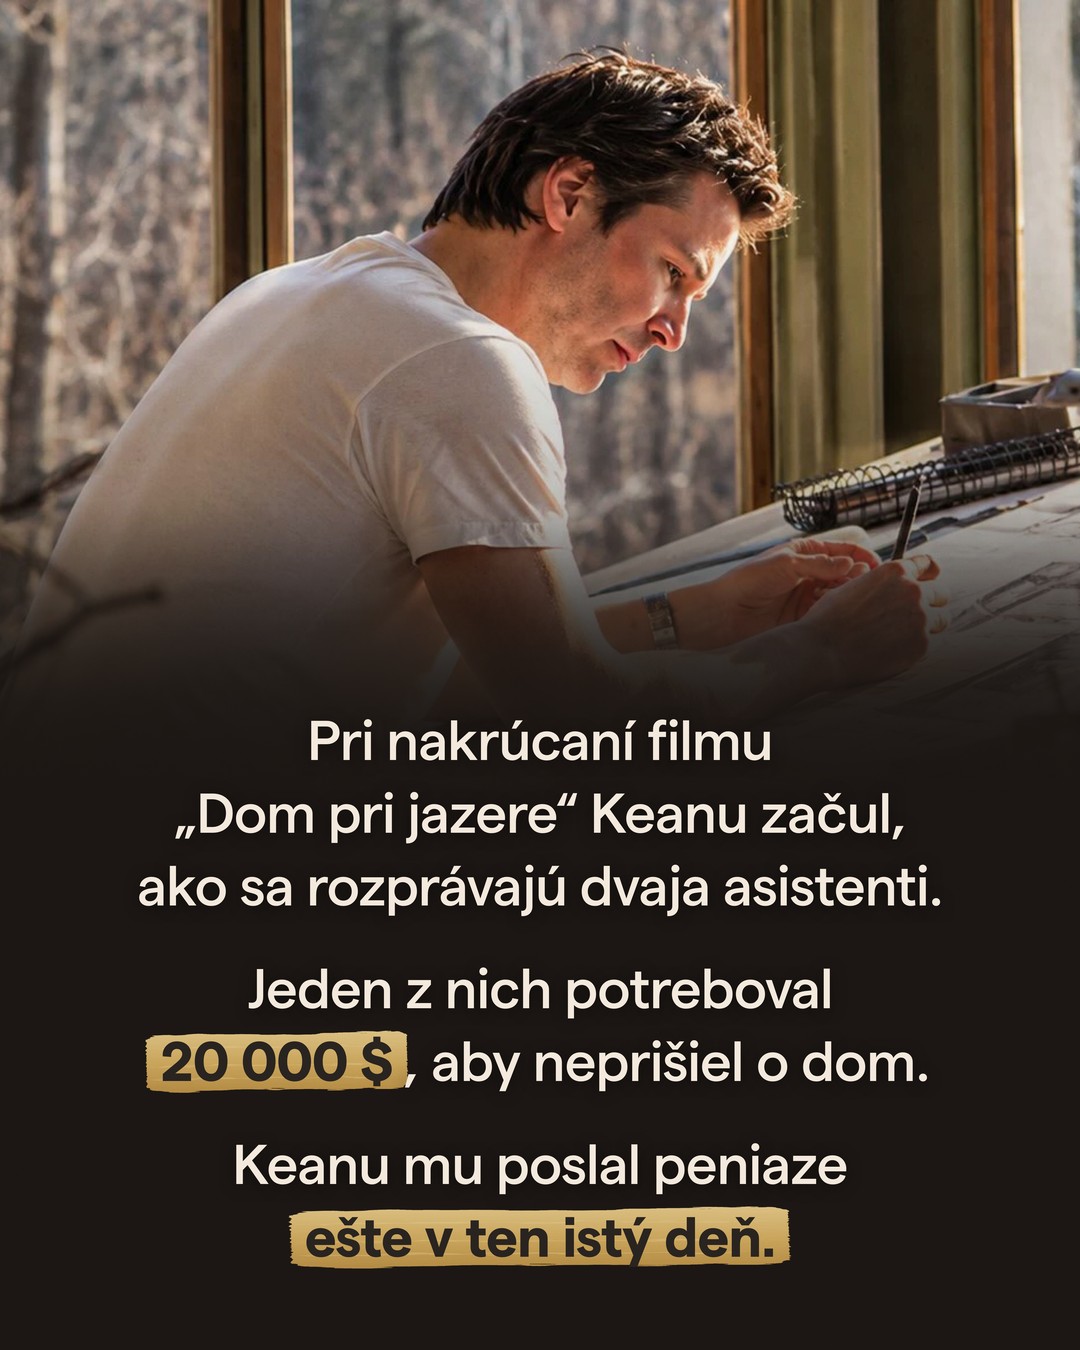 Pri nakrúcaní filmu
„Dom pri jazere“ Keanu začul,
ako sa rozprávajú dvaja asistenti.
Jeden z nich potreboval
20 000 $, aby neprišiel o dom.
Keanu mu poslal peniaze
ešte v ten istý deň.